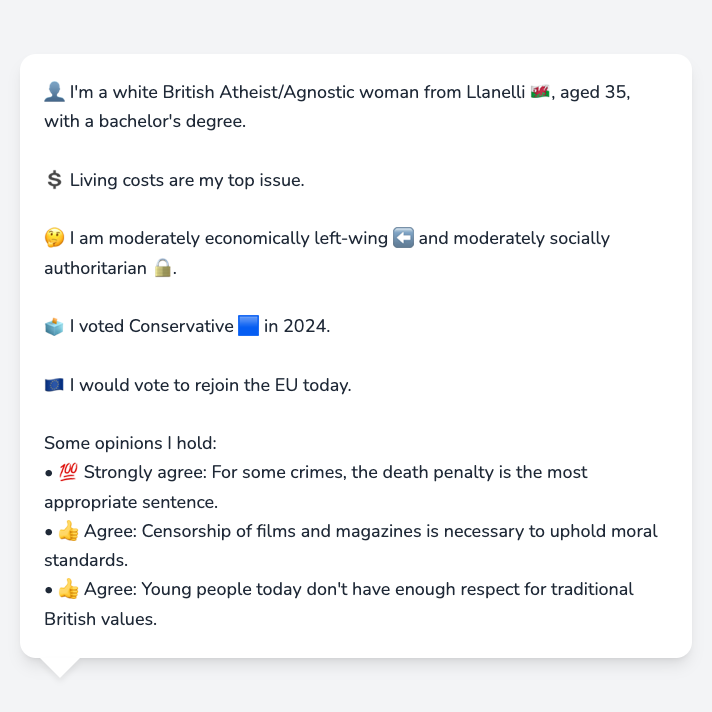 👤 I'm a white British Atheist/Agnostic woman from Llanelli 🏴󠁧󠁢󠁷󠁬󠁳󠁿, aged 35,
with a bachelor's degree.
💲 Living costs are my top issue.
🤔 I am moderately economically left-wing ⬅️ and moderately socially
authoritarian 🔒.
🗳️ I voted Conservative 🟦 in 2024.
🇪🇺 I would vote to rejoin the EU today.
Some opinions I hold:
• 💯 Strongly agree: For some crimes, the death penalty is the most
appropriate sentence.
• 👍 Agree: Censorship of films and magazines is necessary to uphold moral
standards.
• 👍 Agree: Young people today don't have enough respect for traditional
British values.